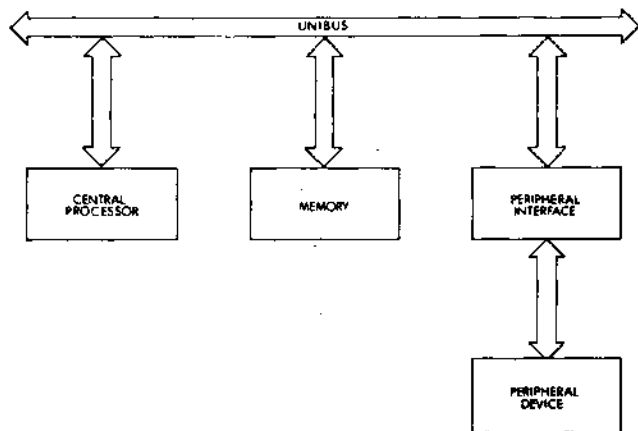 UNIBUS
CENTRAL
PROCESSOR
MEMORY
PERIPHERAL
INTERFACE
PERIPHERAL
DEVICE